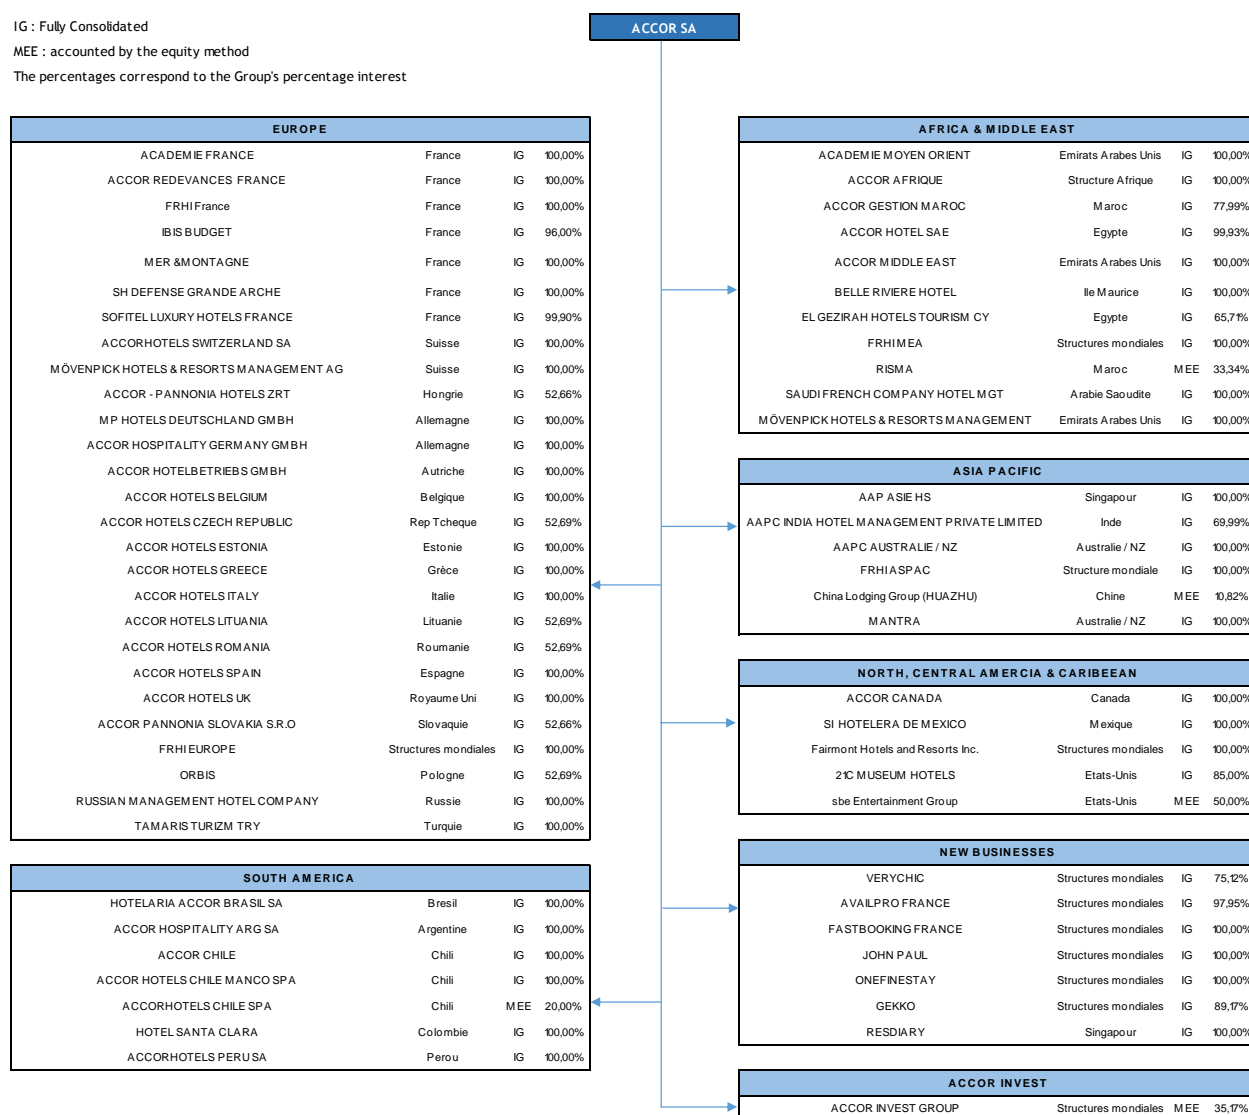 IG : Fully Consolidated
MEE : accounted by the equity method
The percentages correspond to the Group's percentage interest
ACCOR SA
EUROPE
ACADEMIE FRANCE France IG 100,00%
ACCOR REDEVANCES FRANCE France IG 100,00%
FRHI France France IG 100,00%
IBIS BUDGET France IG 96,00%
MER & MONTAGNE France IG 100,00%
SH DEFENSE GRANDE ARCHE France IG 100,00%
SOFITEL LUXURY HOTELS FRANCE France IG 99,90%
ACCORHOTELS SWITZERLAND SA Suisse IG 100,00%
MÖVENPICK HOTELS & RESORTS MANAGEMENT AG Suisse IG 100,00%
ACCOR - PANNONIA HOTELS ZRT Hongrie IG 52,66%
MP HOTELS DEUTSCHLAND GMBH Allemagne IG 100,00%
ACCOR HOSPITALITY GERMANY GMBH Allemagne IG 100,00%
ACCOR HOTELBETRIEBS GMBH Autriche IG 100,00%
ACCOR HOTELS BELGIUM Belgique IG 100,00%
ACCOR HOTELS CZECH REPUBLIC Rep Tcheque IG 52,69%
ACCOR HOTELS ESTONIA Estonie IG 100,00%
ACCOR HOTELS GREECE Grèce IG 100,00%
ACCOR HOTELS ITALY Italie IG 100,00%
ACCOR HOTELS LITUANIA Lituanie IG 52,69%
ACCOR HOTELS ROMANIA Roumanie IG 52,69%
ACCOR HOTELS SPAIN Espagne IG 100,00%
ACCOR HOTELS UK Royaume Uni IG 100,00%
ACCOR PANNONIA SLOVAKIA S.R.O Slovaquie IG 52,66%
FRHI EUROPE Structures mondiales IG 100,00%
ORBIS Pologne IG 52,69%
RUSSIAN MANAGEMENT HOTEL COMPANY Russie IG 100,00%
TAMARIS TURIZM TRY Turquie IG 100,00%
SOUTH AMERICA
HOTELARIA ACCOR BRASIL SA Bresil IG 100,00%
ACCOR HOSPITALITY ARG SA Argentine IG 100,00%
ACCOR CHILE Chili IG 100,00%
ACCOR HOTELS CHILE MANCO SPA Chili IG 100,00%
ACCORHOTELS CHILE SPA Chili MEE 20,00%
HOTEL SANTA CLARA Colombie IG 100,00%
ACCORHOTELS PERU SA Perou IG 100,00%
AFRICA & MIDDLE EAST
ACADEMIE MOYEN ORIENT Emirats Arabes Unis IG 100,00%
ACCOR AFRIQUE Structure Afrique IG 100,00%
ACCOR GESTION MAROC Maroc IG 77,99%
ACCOR HOTEL SAE Egypte IG 99,93%
ACCOR MIDDLE EAST Emirats Arabes Unis IG 100,00%
BELLE RIVIERE HOTEL Ile Maurice IG 100,00%
EL GEZIRAH HOTELS TOURISM CY Egypte IG 65,71%
FRHI MEA Structures mondiales IG 100,00%
RISMA Maroc MEE 33,34%
SAUDI FRENCH COMPANY HOTEL MGT Arabie Saoudite IG 100,00%
MÖVENPICK HOTELS & RESORTS MANAGEMENT Emirats Arabes Unis IG 100,00%
ASIA PACIFIC
AAP ASIE HS Singapour IG 100,00%
AAPC INDIA HOTEL MANAGEMENT PRIVATE LIMITED Inde IG 69,99%
AAPC AUSTRALIE / NZ Australie / NZ IG 100,00%
FRHI ASPAC Structure mondiale IG 100,00%
China Lodging Group (HUAZHU) Chine MEE 10,82%
MANTRA Australie / NZ IG 100,00%
NORTH, CENTRAL AMERCIA & CARIBEEAN
ACCOR CANADA Canada IG 100,00%
SI HOTELERA DE MEXICO Mexique IG 100,00%
Fairmont Hotels and Resorts Inc. Structures mondiales IG 100,00%
21C MUSEUM HOTELS Etats-Unis IG 85,00%
sbe Entertainment Group Etats-Unis MEE 50,00%
NEW BUSINESSES
VERYCHIC Structures mondiales IG 75,12%
AVAILPRO FRANCE Structures mondiales IG 97,95%
FASTBOOKING FRANCE Structures mondiales IG 100,00%
JOHN PAUL Structures mondiales IG 100,00%
ONEFINESTAY Structures mondiales IG 100,00%
GEKKO Structures mondiales IG 89,17%
RESDIARY Singapour IG 100,00%
ACCOR INVEST
ACCOR INVEST GROUP Structures mondiales MEE 35,17%